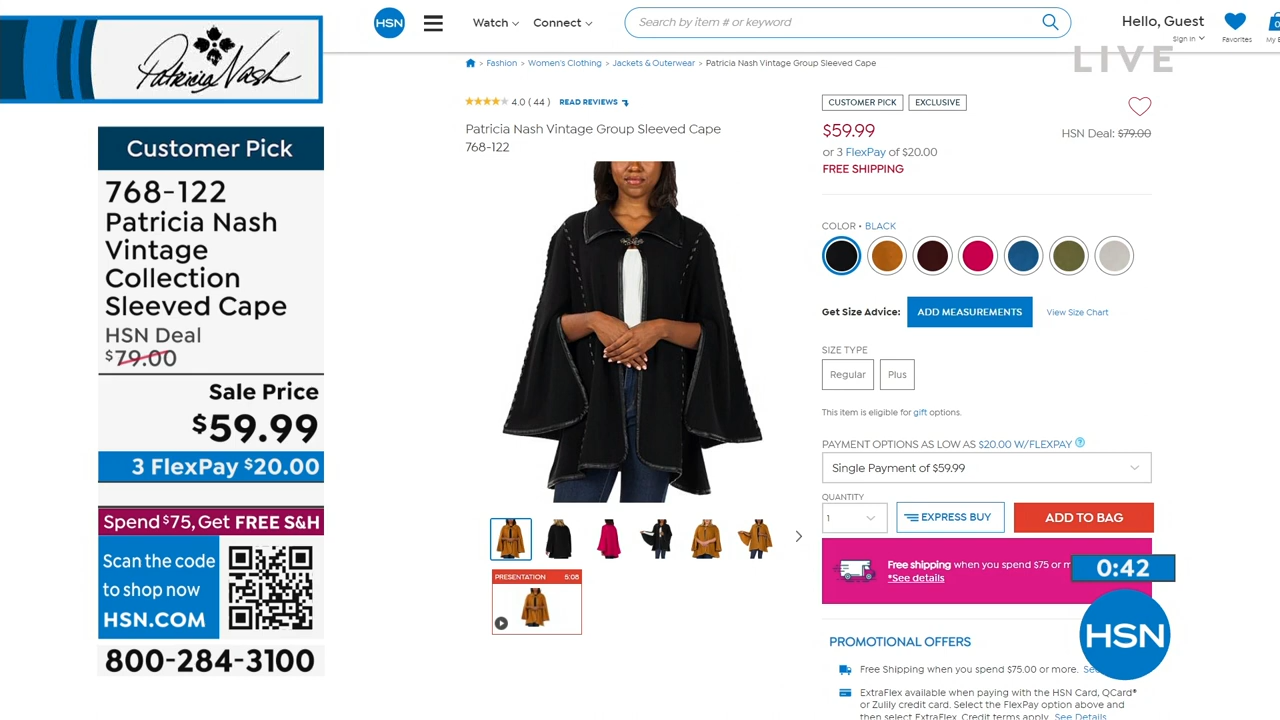 Patricia Nash
Customer Pick
768-122
Patricia Nash
Vintage
Collection
Sleeved Cape
HSN Deal
$79.00
Sale Price
$59.99
3 FlexPay $20.00
Spend $75, Get FREE S&H
Scan the code
to shop now
HSN.COM
800-284-3100
HSN
Watch
Connect
Search by item # or keyword
Hello, Guest
Sign In
Favorites
My
0
LIVE
> Fashion > Women's Clothing > Jackets & Outerwear > Patricia Nash Vintage Group Sleeved Cape
4.0 ( 44 ) READ REVIEWS
Patricia Nash Vintage Group Sleeved Cape
768-122
PRESENTATION 5:08
CUSTOMER PICK EXCLUSIVE
$59.99
HSN Deal: $79.00
or 3 FlexPay of $20.00
FREE SHIPPING
COLOR • BLACK
Get Size Advice: ADD MEASUREMENTS View Size Chart
SIZE TYPE
Regular Plus
This item is eligible for gift options.
PAYMENT OPTIONS AS LOW AS $20.00 W/FLEXPAY ?
Single Payment of $59.99
QUANTITY
1 EXPRESS BUY ADD TO BAG
Free shipping when you spend $75 or
*See details
0:42
HSN
PROMOTIONAL OFFERS
Free Shipping when you spend $75.00 or more.
ExtraFlex available when paying with the HSN Card, QCard®
or Zulily credit card. Select the FlexPay option above and
then select ExtraFlex. Credit terms apply. See Details